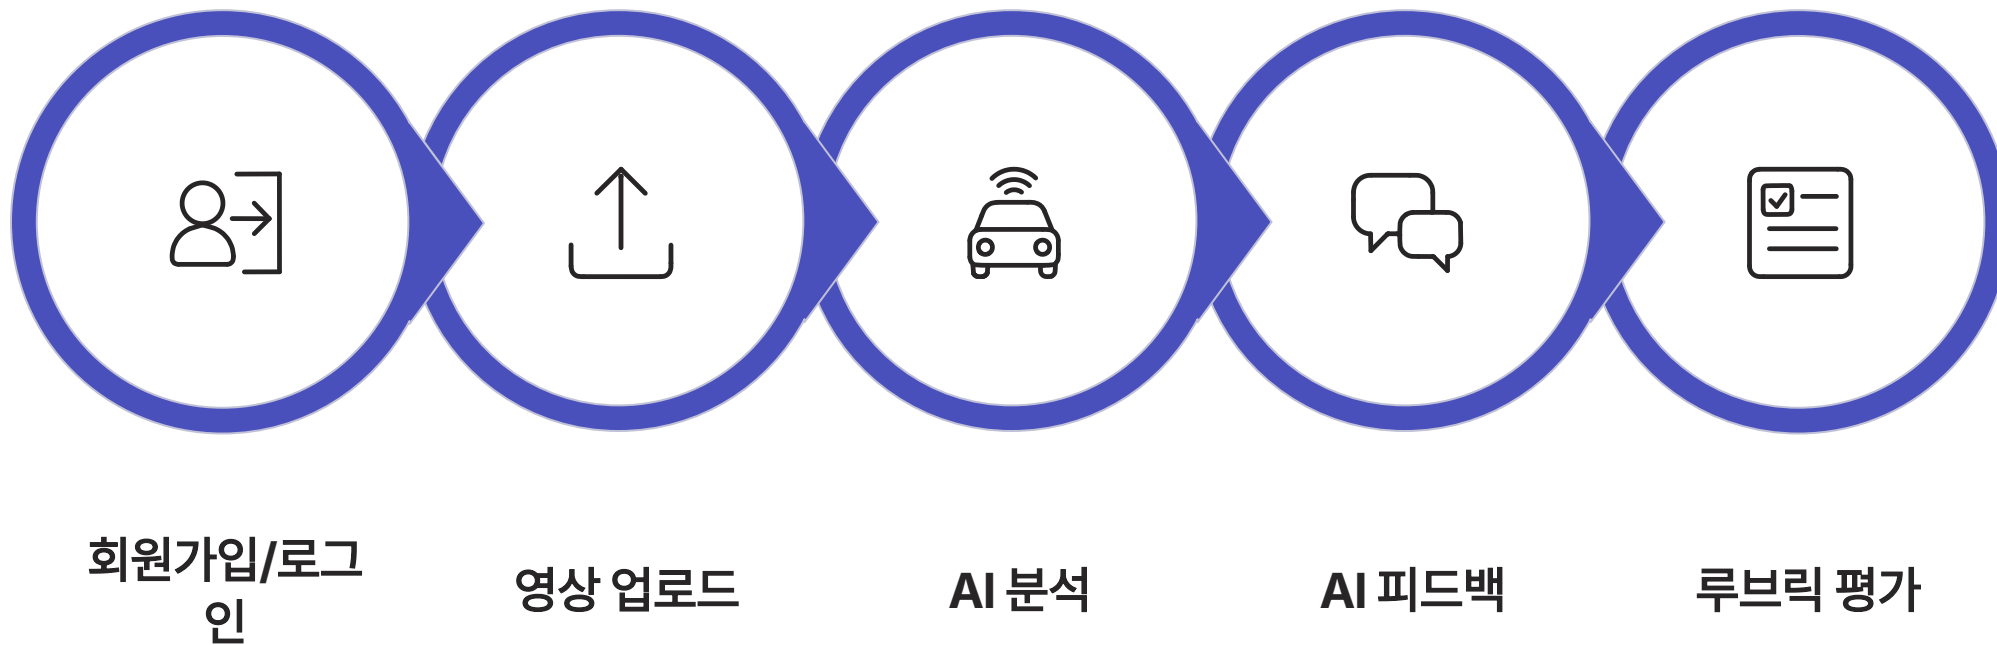 회원가입/로그
인
영상 업로드
AI 분석
AI 피드백
루브릭 평가